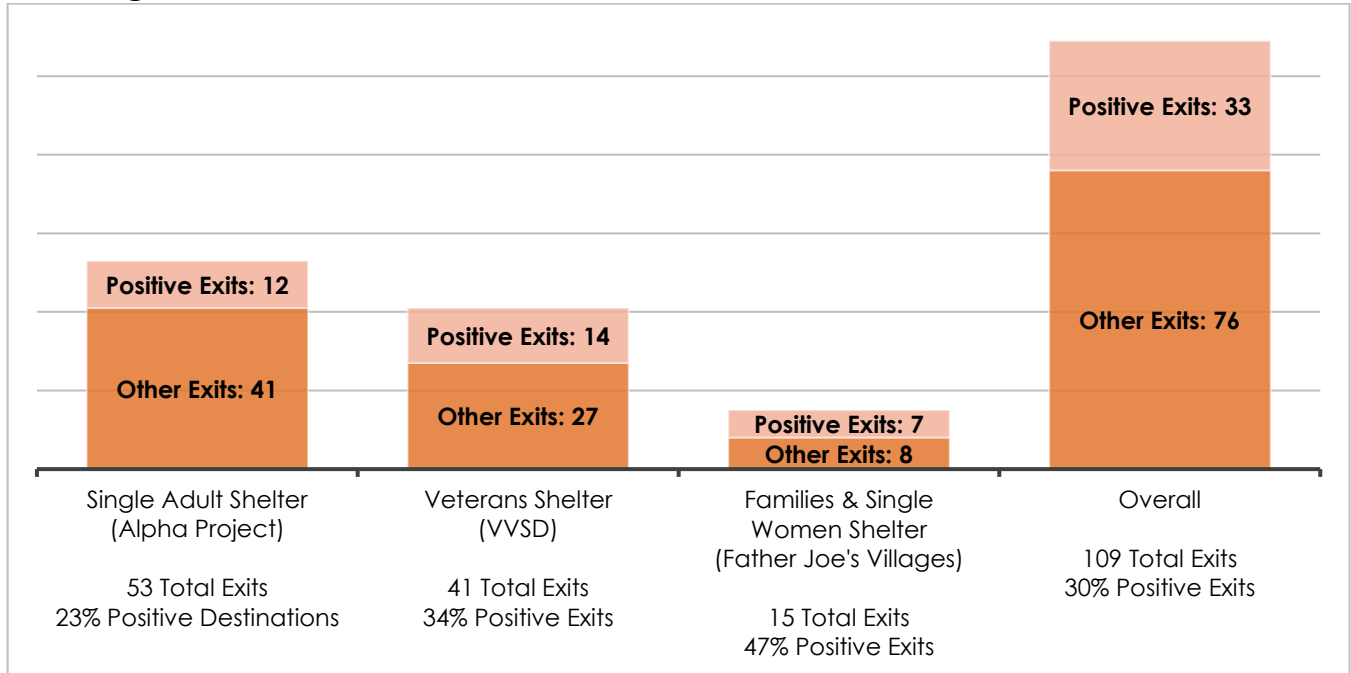 Positive Exits: 33
Positive Exits: 12
Positive Exits: 14
Other Exits: 76
Other Exits: 41
Other Exits: 27
Positive Exits: 7
Other Exits: 8
Single Adult Shelter
(Alpha Project)
53 Total Exits
23% Positive Destinations
Veterans Shelter
(VVSD)
41 Total Exits
34% Positive Exits
Families & Single
Women Shelter
(Father Joe's Villages)
15 Total Exits
47% Positive Exits
Overall
109 Total Exits
30% Positive Exits